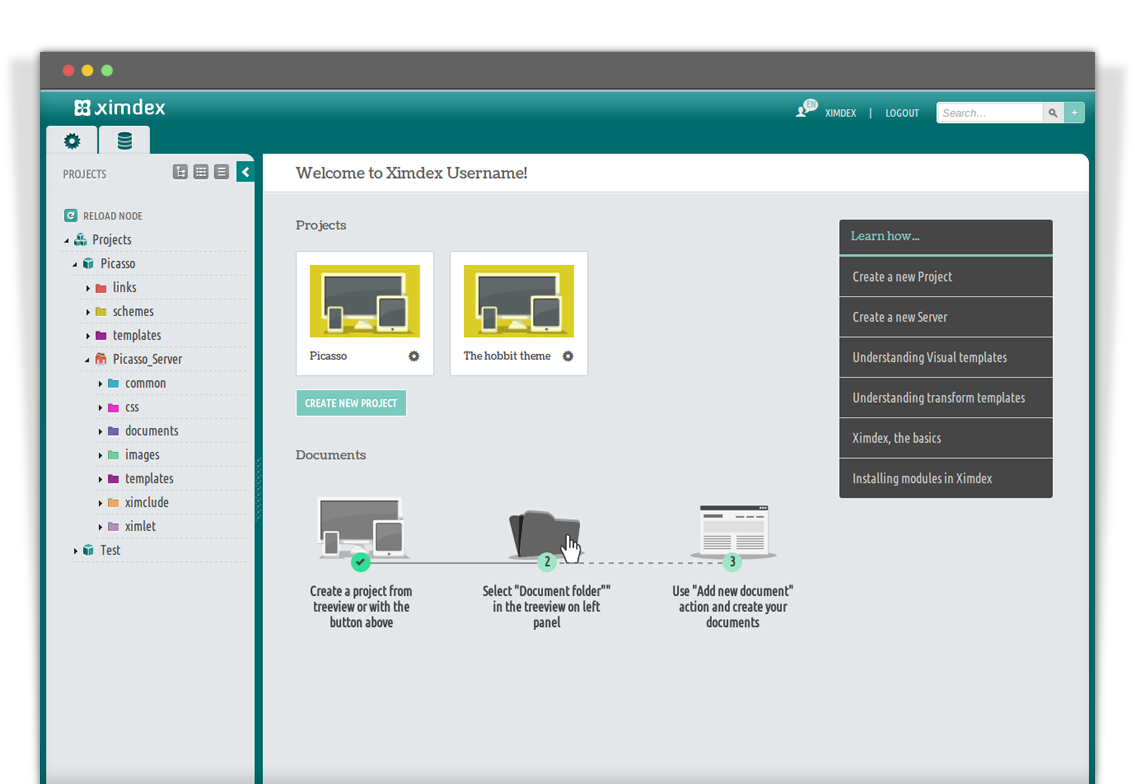 ximdex
EN
XIMDEX | LOGOUT
Search...
+
PROJECTS
RELOAD NODE
Projects
Picasso
links
schemes
templates
Picasso_Server
common
css
documents
images
templates
ximclude
ximlet
Test
Welcome to Ximdex Username!
Projects
Picasso
The hobbit theme
CREATE NEW PROJECT
Documents
2
3
Create a project from
treeview or with the
button above
Select "Document folder""
in the treeview on left
panel
Use "Add new document"
action and create your
documents
Learn how...
Create a new Project
Create a new Server
Understanding Visual templates
Understanding transform templates
Ximdex, the basics
Installing modules in Ximdex